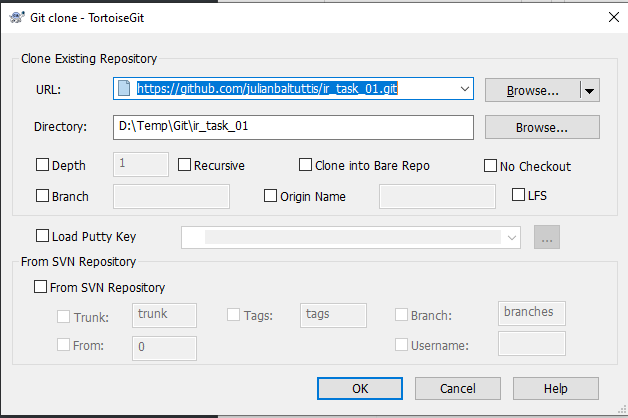 Git clone - TortoiseGit
Clone Existing Repository
URL: https://github.com/julianbaltuttis/ir_task_01.git Browse...
Directory: D:\Temp\Git\ir_task_01 Browse...
Depth 1 Recursive Clone into Bare Repo No Checkout
Branch Origin Name LFS
Load Putty Key ...
From SVN Repository
From SVN Repository
Trunk: trunk Tags: tags Branch: branches
From: 0 Username:
OK Cancel Help